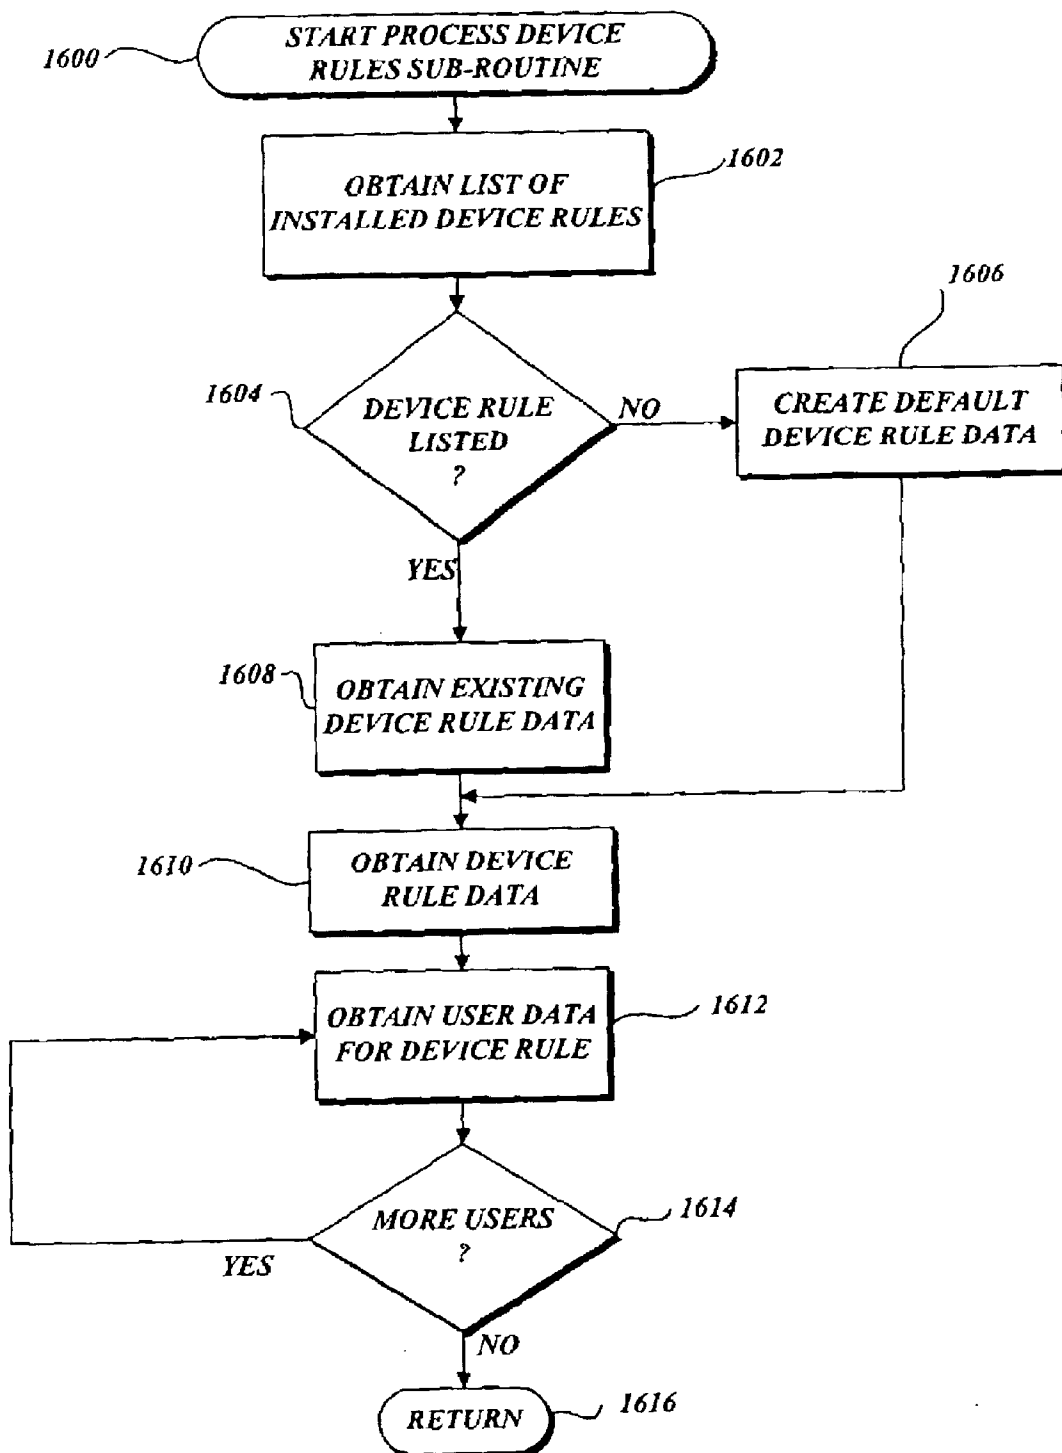 1600
START PROCESS DEVICE
RULES SUB-ROUTINE
1602
OBTAIN LIST OF
INSTALLED DEVICE RULES
1604
DEVICE RULE
LISTED
?
NO
1606
CREATE DEFAULT
DEVICE RULE DATA
YES
1608
OBTAIN EXISTING
DEVICE RULE DATA
1610
OBTAIN DEVICE
RULE DATA
1612
OBTAIN USER DATA
FOR DEVICE RULE
1614
MORE USERS
?
YES
NO
RETURN
1616